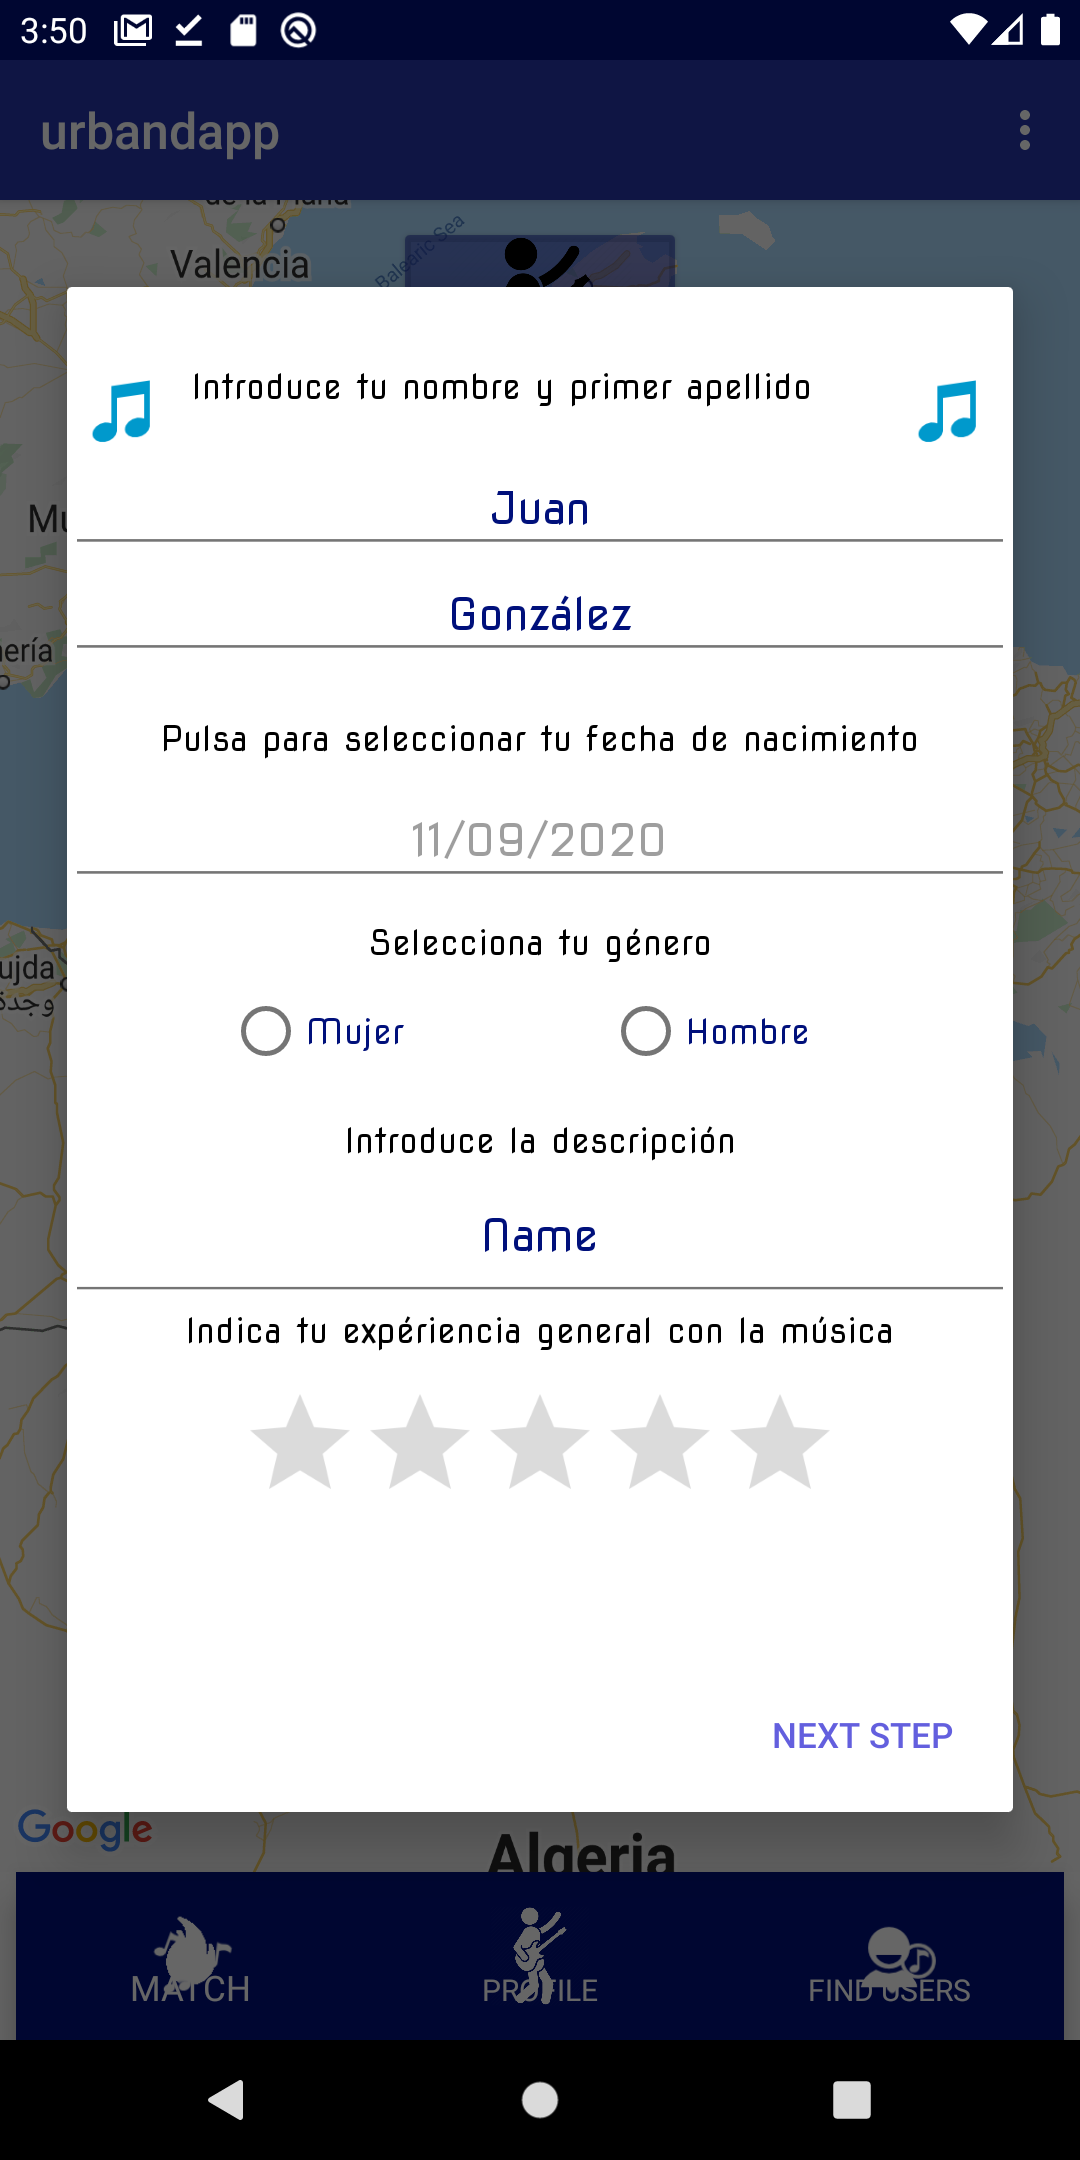 3:50
urbandapp
Valencia
Balearic Sea
Introduce tu nombre y primer apellido
Juan
González
Pulsa para seleccionar tu fecha de nacimiento
11/09/2020
Selecciona tu género
Mujer
Hombre
Introduce la descripción
Name
Indica tu expériencia general con la música
NEXT STEP
Google
Algeria
MATCH
PROFILE
FIND USERS